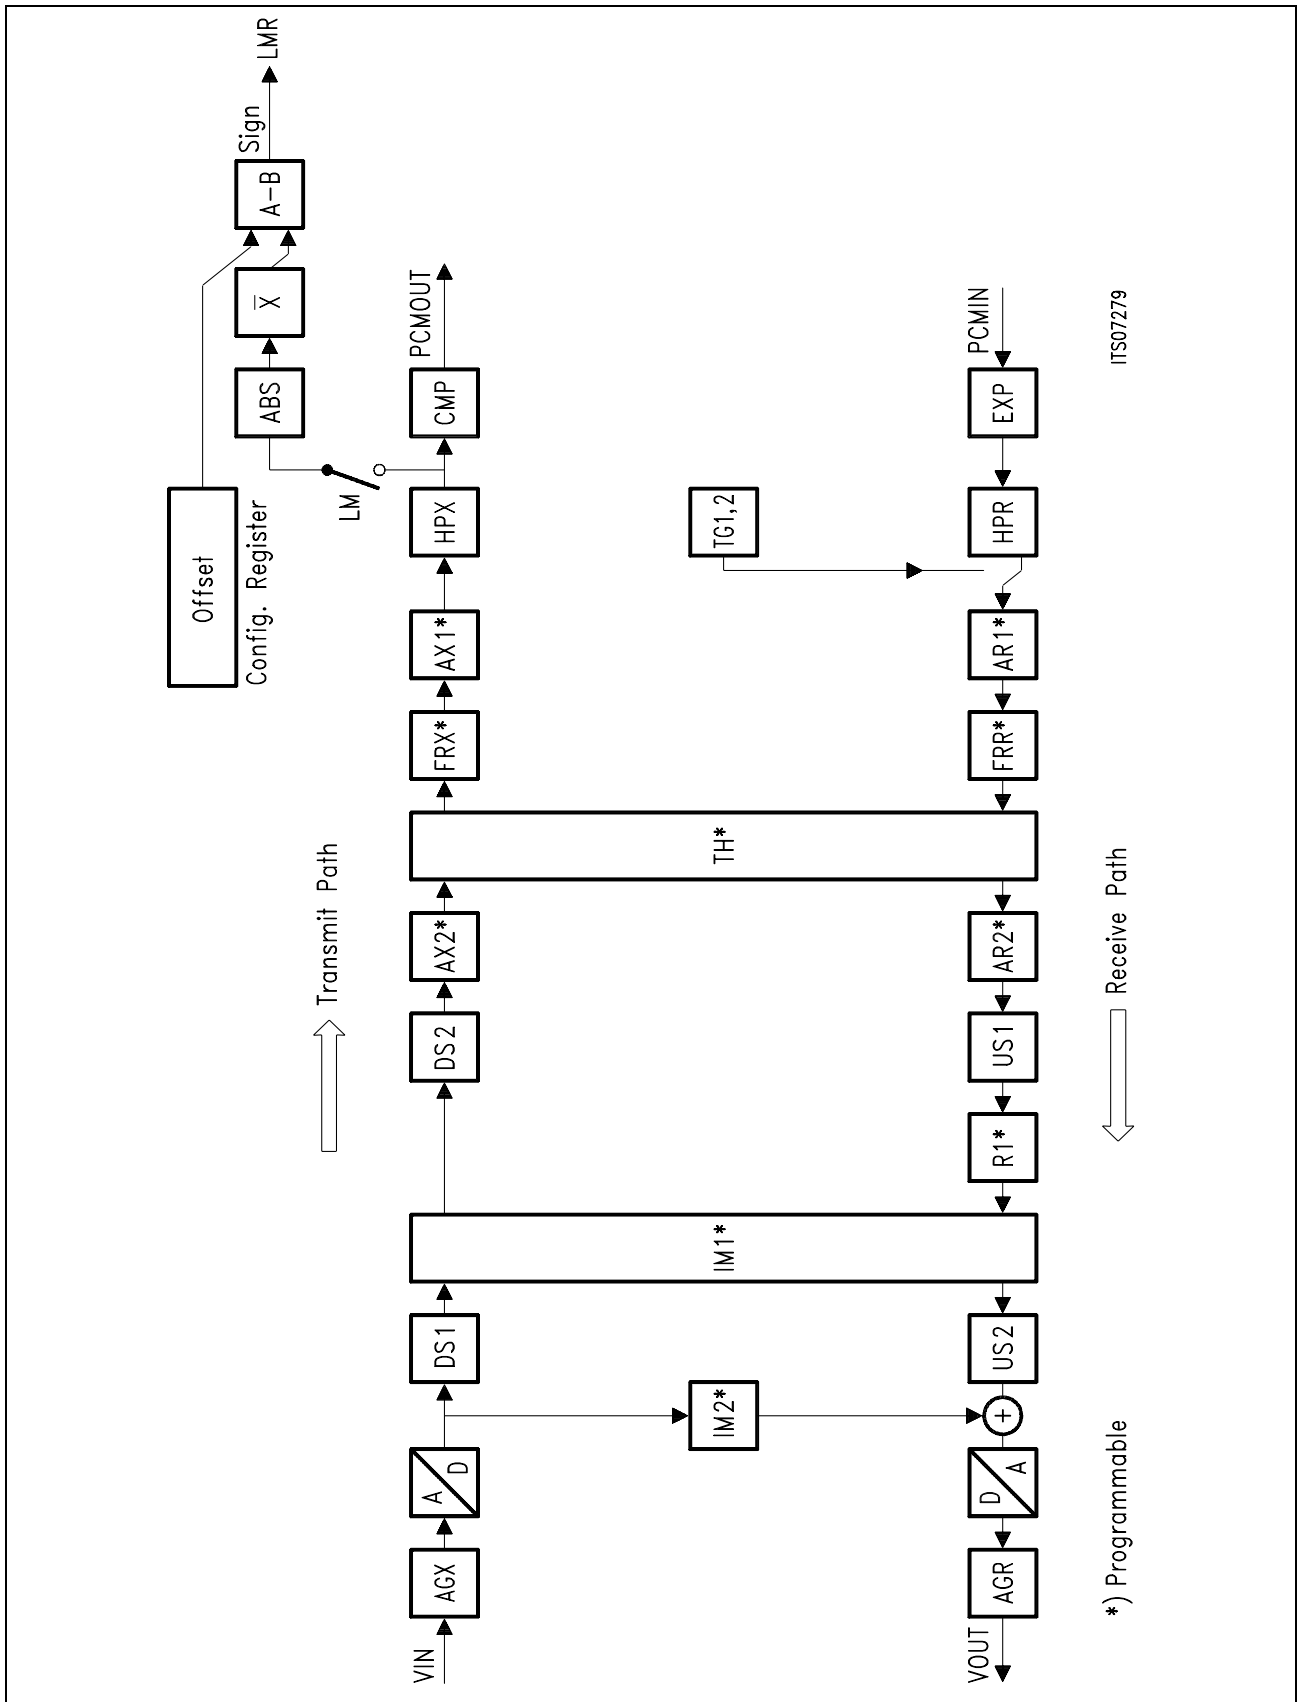 Offset
Config. Register
ABS
X̅
A-B
Sign
LMR
LM
Transmit Path
VIN
AGX
A
D
DS1
DS2
AX2*
FRX*
AX1*
HPX
CMP
PCMOUT
IM2*
IM1*
TH*
TG1,2
VOUT
AGR
D
A
+
US2
R1*
US1
AR2*
FRR*
AR1*
HPR
EXP
PCMIN
Receive Path
*) Programmable
ITS07279